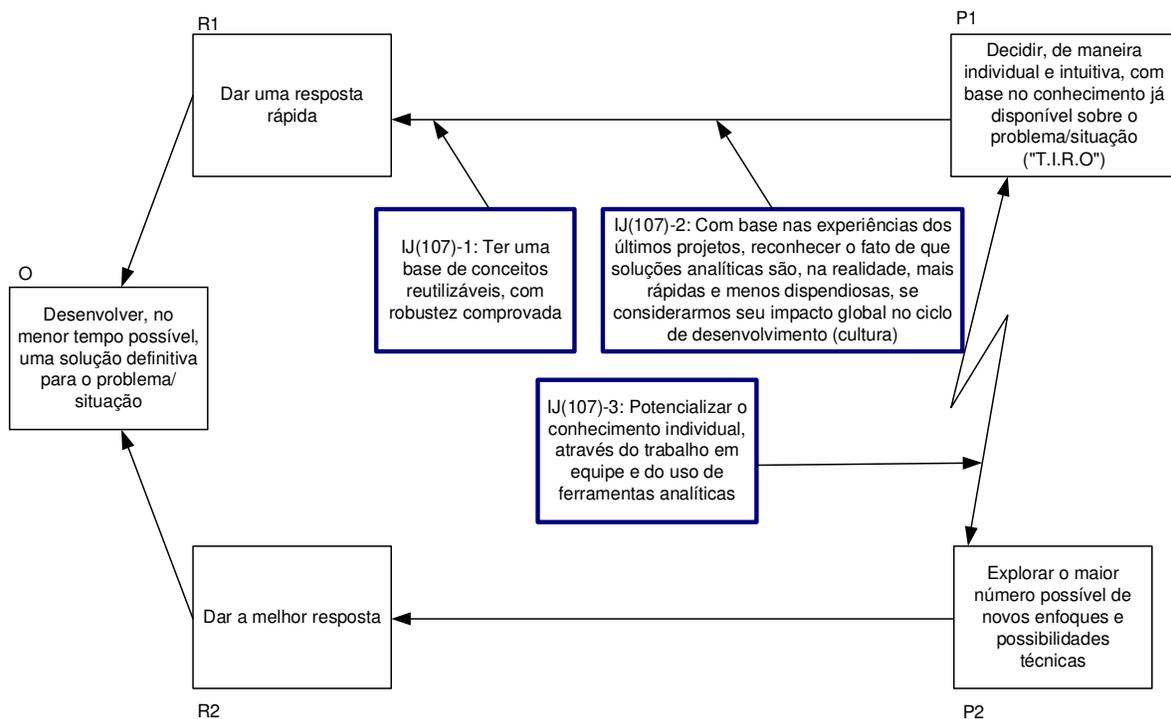 R1
Dar uma resposta
rápida
P1
Decidir, de maneira
individual e intuitiva, com
base no conhecimento já
disponível sobre o
problema/situação
("T.I.R.O")
IJ(107)-1: Ter uma
base de conceitos
reutilizáveis, com
robustez comprovada
IJ(107)-2: Com base nas experiências dos
últimos projetos, reconhecer o fato de que
soluções analíticas são, na realidade, mais
rápidas e menos dispendiosas, se
considerarmos seu impacto global no ciclo
de desenvolvimento (cultura)
O
Desenvolver, no
menor tempo possível,
uma solução definitiva
para o problema/
situação
IJ(107)-3: Potencializar o
conhecimento individual,
através do trabalho em
equipe e do uso de
ferramentas analíticas
Dar a melhor resposta
R2
Explorar o maior
número possível de
novos enfoques e
possibilidades
técnicas
P2